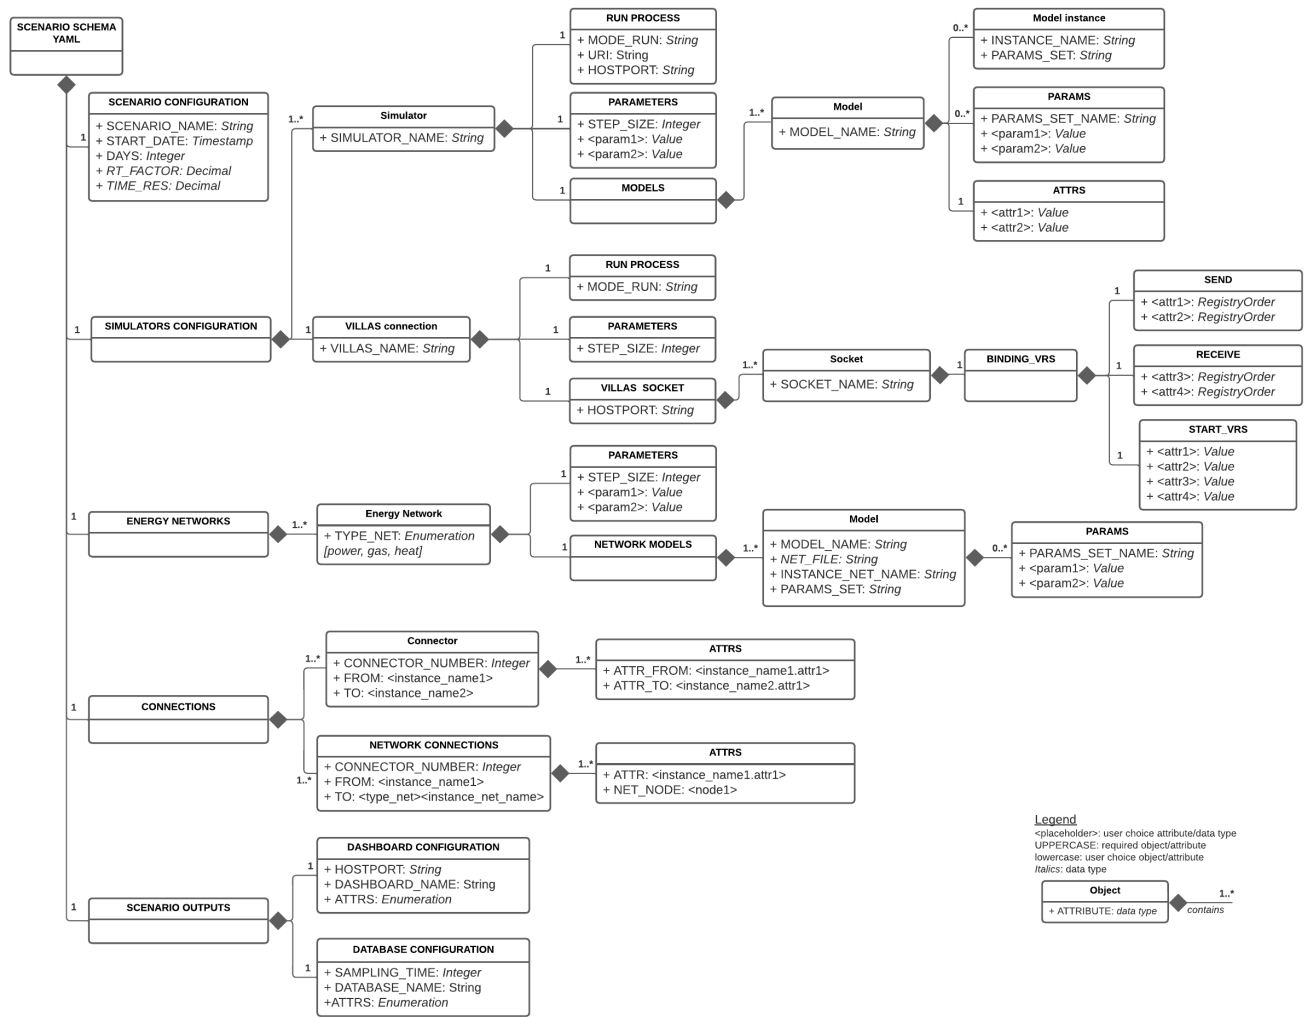 SCENARIO SCHEMA
YAML
SCENARIO CONFIGURATION
+ SCENARIO_NAME: String
+ START_DATE: Timestamp
+ DAYS: Integer
+ RT_FACTOR: Decimal
+ TIME_RES: Decimal
1
1..*
Simulator
+ SIMULATOR_NAME: String
1
RUN PROCESS
+ MODE_RUN: String
+ URI: String
+ HOSTPORT: String
1
PARAMETERS
+ STEP_SIZE: Integer
+ <param1>: Value
+ <param2>: Value
1
MODELS
1..*
Model
+ MODEL_NAME: String
0..*
Model instance
+ INSTANCE_NAME: String
+ PARAMS_SET: String
0..*
PARAMS
+ PARAMS_SET_NAME: String
+ <param1>: Value
+ <param2>: Value
1
ATTRS
+ <attr1>: Value
+ <attr2>: Value
1
SIMULATORS CONFIGURATION
1
VILLAS connection
+ VILLAS_NAME: String
1
RUN PROCESS
+ MODE_RUN: String
1
PARAMETERS
+ STEP_SIZE: Integer
1
VILLAS SOCKET
+ HOSTPORT: String
1..*
Socket
+ SOCKET_NAME: String
1
BINDING_VRS
1
SEND
+ <attr1>: RegistryOrder
+ <attr2>: RegistryOrder
1
RECEIVE
+ <attr3>: RegistryOrder
+ <attr4>: RegistryOrder
1
START_VRS
+ <attr1>: Value
+ <attr2>: Value
+ <attr3>: Value
+ <attr4>: Value
1
ENERGY NETWORKS
1..*
Energy Network
+ TYPE_NET: Enumeration
[power, gas, heat]
1
PARAMETERS
+ STEP_SIZE: Integer
+ <param1>: Value
+ <param2>: Value
1
NETWORK MODELS
1..*
Model
+ MODEL_NAME: String
+ NET_FILE: String
+ INSTANCE_NET_NAME: String
+ PARAMS_SET: String
0..*
PARAMS
+ PARAMS_SET_NAME: String
+ <param1>: Value
+ <param2>: Value
1
CONNECTIONS
1..*
Connector
+ CONNECTOR_NUMBER: Integer
+ FROM: <instance_name1>
+ TO: <instance_name2>
1..*
ATTRS
+ ATTR_FROM: <instance_name1.attr1>
+ ATTR_TO: <instance_name2.attr1>
1..*
NETWORK CONNECTIONS
+ CONNECTOR_NUMBER: Integer
+ FROM: <instance_name1>
+ TO: <type_net><instance_net_name>
1..*
ATTRS
+ ATTR: <instance_name1.attr1>
+ NET_NODE: <node1>
1
SCENARIO OUTPUTS
1
DASHBOARD CONFIGURATION
+ HOSTPORT: String
+ DASHBOARD_NAME: String
+ ATTRS: Enumeration
1
DATABASE CONFIGURATION
+ SAMPLING_TIME: Integer
+ DATABASE_NAME: String
+ATTRS: Enumeration
Legend
<placeholder>: user choice attribute/data type
UPPERCASE: required object/attribute
lowercase: user choice object/attribute
Italics: data type
Object
+ ATTRIBUTE: data type
1..*
contains